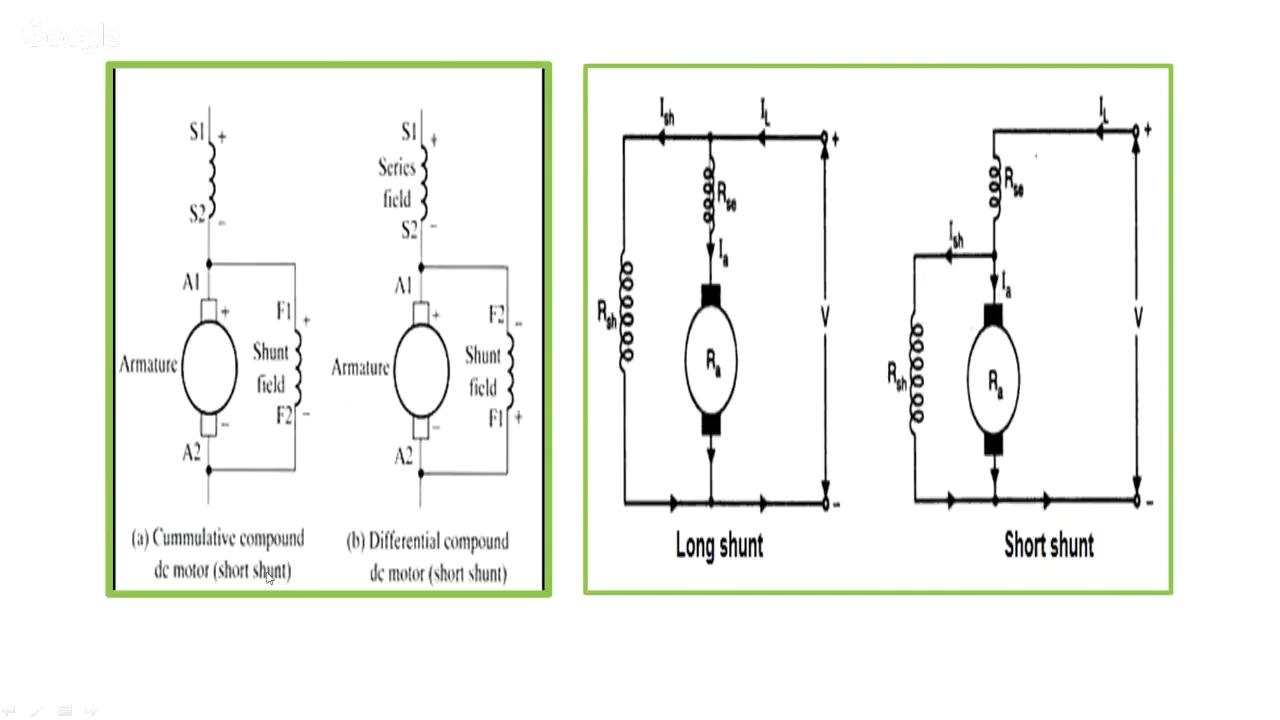 Google
S1
+
S2
-
A1
+
F1
+
Armature
Shunt
field
-
F2
-
A2
(a) Cummulative compound
dc motor (short shunt)
S1
+
Series
field
S2
-
A1
+
F2
-
Armature
Shunt
field
-
F1
+
A2
(b) Differential compound
dc motor (short shunt)
Ish
IL
+
Rse
Ia
Rsh
Ra
V
-
Long shunt
IL
+
Rse
Ish
Ia
Rsh
Ra
V
-
Short shunt